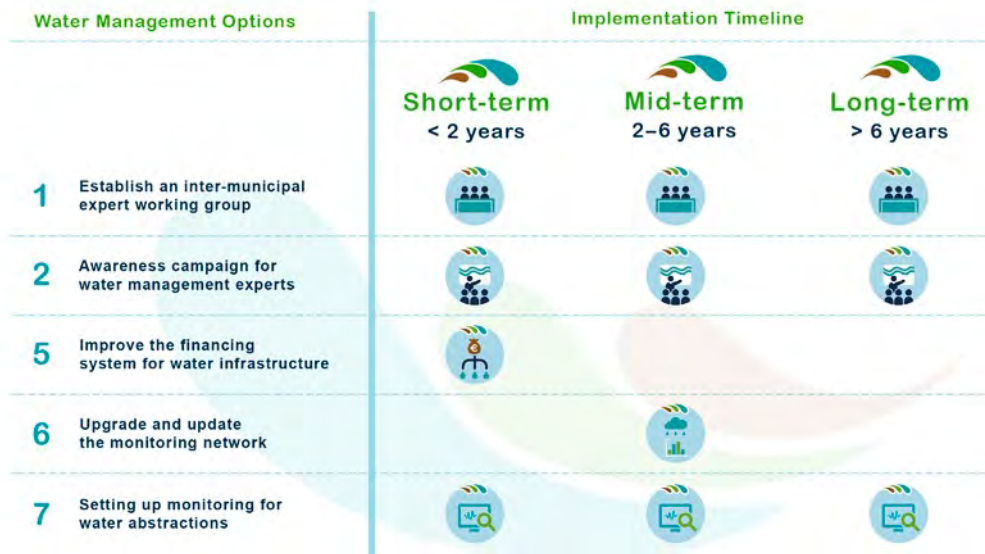 Water Management Options
Implementation Timeline
Short-term
< 2 years
Mid-term
2–6 years
Long-term
> 6 years
1
Establish an inter-municipal
expert working group
2
Awareness campaign for
water management experts
5
Improve the financing
system for water infrastructure
6
Upgrade and update
the monitoring network
7
Setting up monitoring for
water abstractions